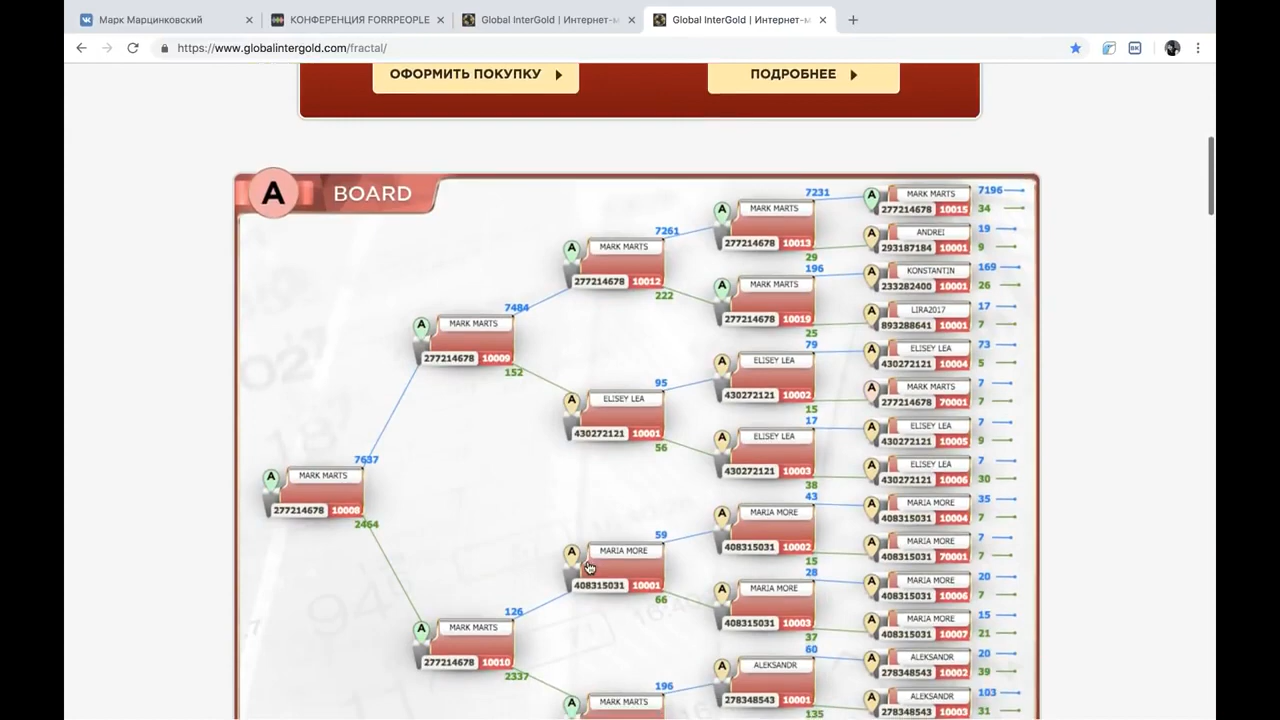 Марк Марцинковский
КОНФЕРЕНЦИЯ FORRPEOPLE
Global InterGold | Интернет-м
Global InterGold | Интернет-м
https://www.globalintergold.com/fractal/
ОФОРМИТЬ ПОКУПКУ
ПОДРОБНЕЕ
A BOARD
A MARK MARTS
277214678 10008
7637
2464
A MARK MARTS
277214678 10009
7484
152
A MARK MARTS
277214678 10010
126
2337
A MARK MARTS
277214678 10012
7261
222
A ELISEY LEA
430272121 10001
95
56
A MARIA MORE
408315031 10001
59
66
A MARK MARTS
196
A MARK MARTS
277214678 10013
7231
29
A MARK MARTS
277214678 10019
196
25
A ELISEY LEA
430272121 10002
79
15
A ELISEY LEA
430272121 10003
17
38
A MARIA MORE
408315031 10002
43
15
A MARIA MORE
408315031 10003
28
37
A ALEKSANDR
278348543 10001
60
135
A MARK MARTS
277214678 10015
7196
34
A ANDREI
293187184 10001
19
9
A KONSTANTIN
233282400 10001
169
26
A LIRA2017
893288641 10001
17
7
A ELISEY LEA
430272121 10004
73
5
A MARK MARTS
277214678 70001
7
7
A ELISEY LEA
430272121 10005
7
9
A ELISEY LEA
430272121 10006
7
30
A MARIA MORE
408315031 10004
35
7
A MARIA MORE
408315031 70001
7
7
A MARIA MORE
408315031 10006
20
7
A MARIA MORE
408315031 10007
15
21
A ALEKSANDR
278348543 10002
20
39
A ALEKSANDR
278348543 10003
103
31